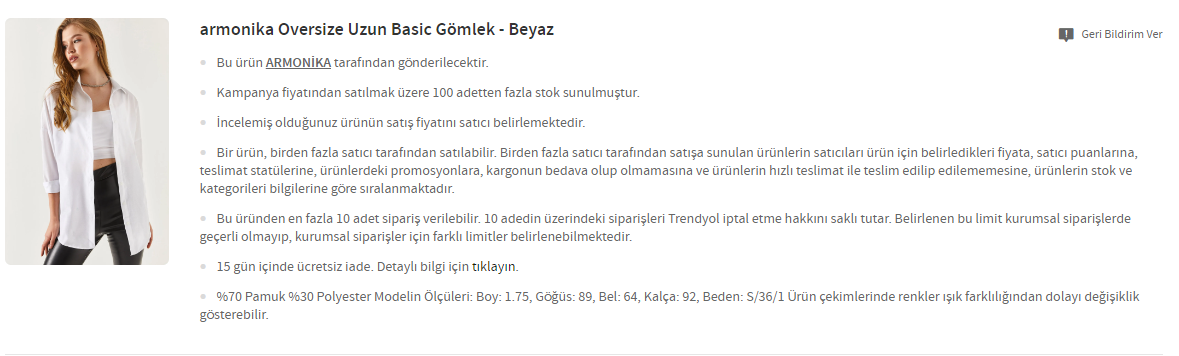 armonika Oversize Uzun Basic Gömlek - Beyaz
Geri Bildirim Ver
Bu ürün ARMONİKA tarafından gönderilecektir.
Kampanya fiyatından satılmak üzere 100 adetten fazla stok sunulmuştur.
İncelemiş olduğunuz ürünün satış fiyatını satıcı belirlemektedir.
Bir ürün, birden fazla satıcı tarafından satılabilir. Birden fazla satıcı tarafından satışa sunulan ürünlerin satıcıları ürün için belirledikleri fiyata, satıcı puanlarına,
teslimat statülerine, ürünlerdeki promosyonlara, kargonun bedava olup olmamasına ve ürünlerin hızlı teslimat ile teslim edilip edilememesine, ürünlerin stok ve
kategorileri bilgilerine göre sıralanmaktadır.
Bu üründen en fazla 10 adet sipariş verilebilir. 10 adedin üzerindeki siparişleri Trendyol iptal etme hakkını saklı tutar. Belirlenen bu limit kurumsal siparişlerde
geçerli olmayıp, kurumsal siparişler için farklı limitler belirlenebilmektedir.
15 gün içinde ücretsiz iade. Detaylı bilgi için tıklayın.
%70 Pamuk %30 Polyester Modelin Ölçüleri: Boy: 1.75, Göğüs: 89, Bel: 64, Kalça: 92, Beden: S/36/1 Ürün çekimlerinde renkler ışık farklılığından dolayı değişiklik
gösterebilir.